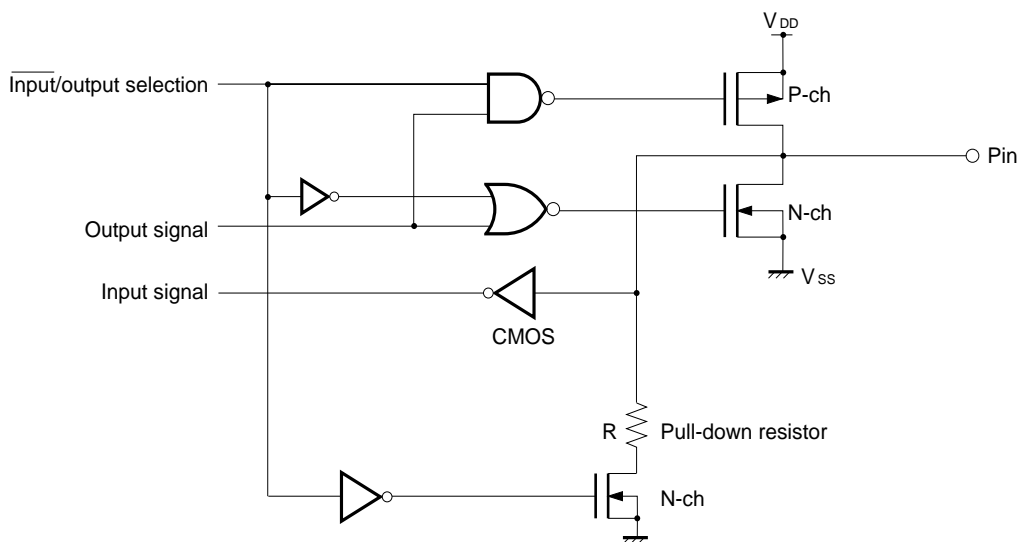 VDD
Input/output selection
P-ch
Pin
N-ch
Output signal
VSS
Input signal
CMOS
R Pull-down resistor
N-ch